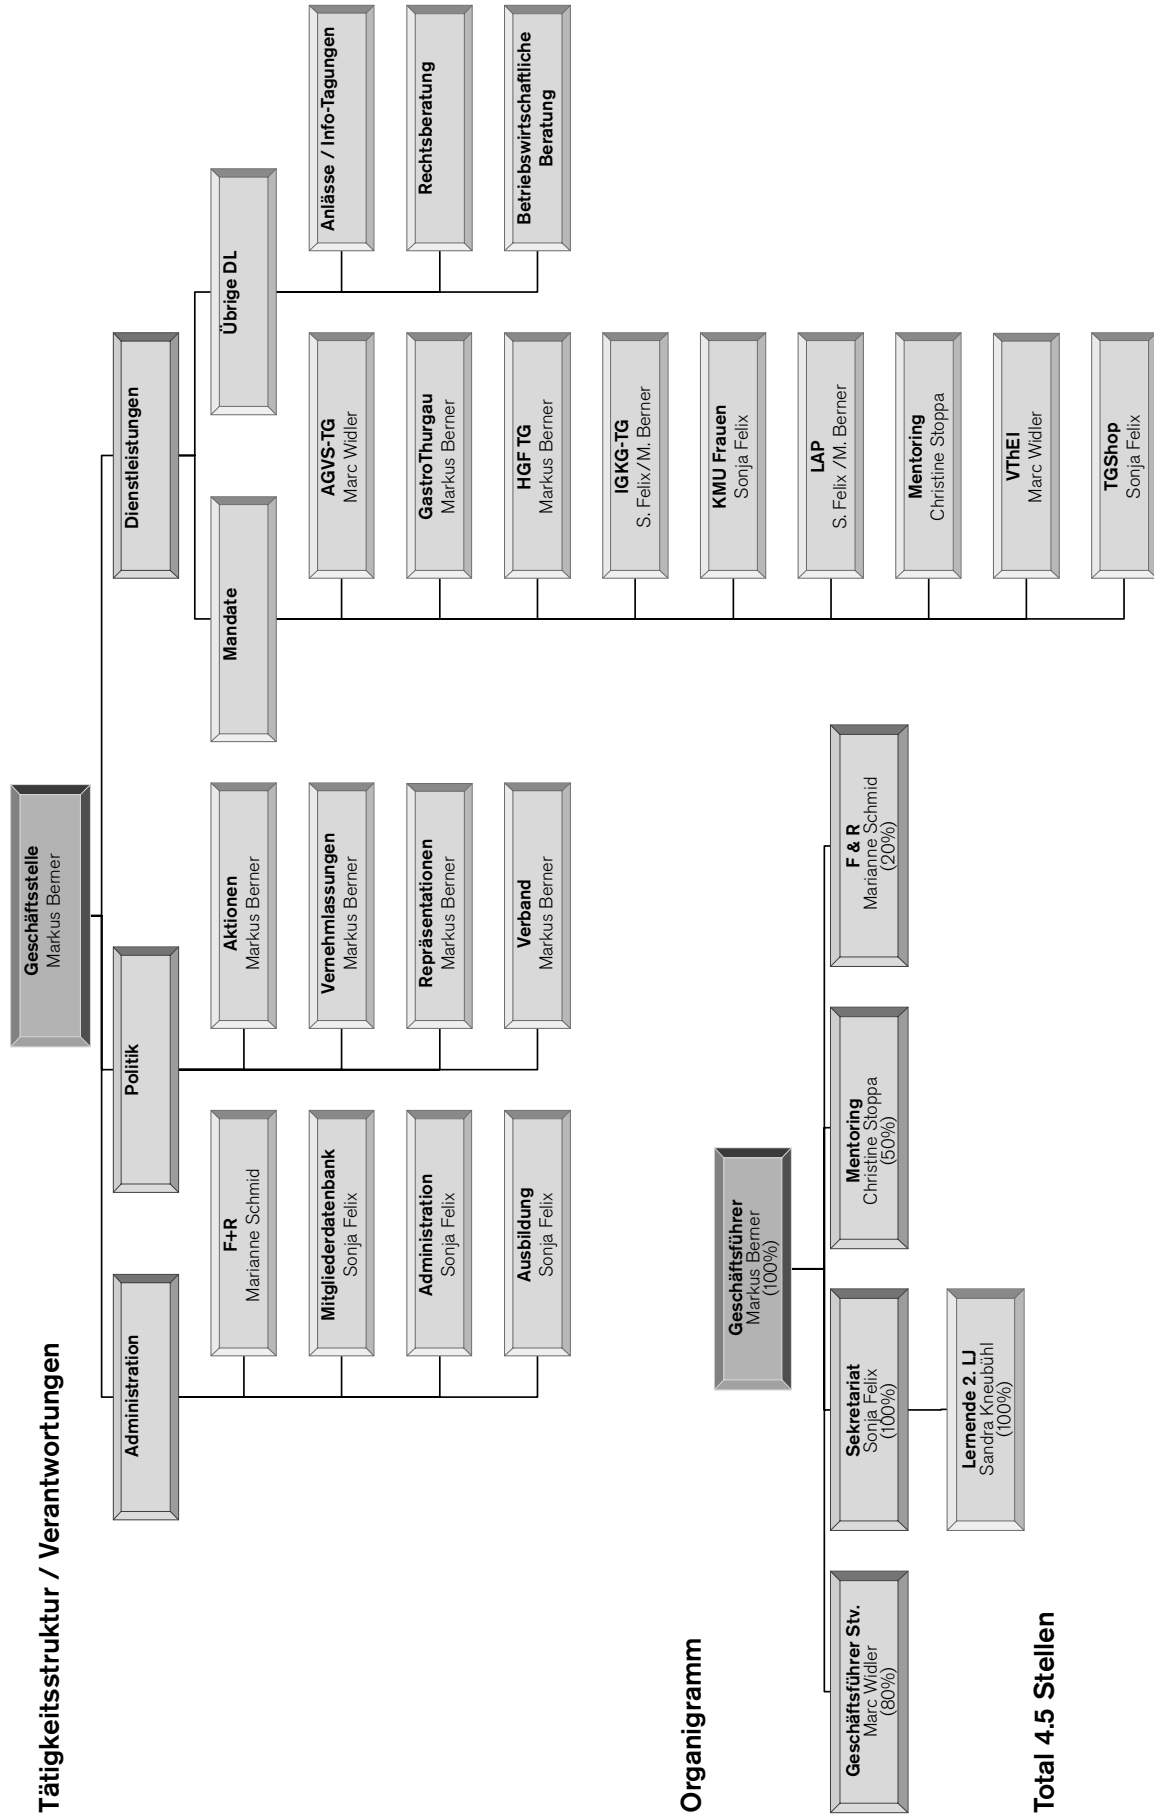 Tätigkeitsstruktur / Verantwortungen
Geschäftsstelle
Markus Berner
Administration
F+R
Marianne Schmid
Mitgliederdatenbank
Sonja Felix
Administration
Sonja Felix
Ausbildung
Sonja Felix
Politik
Aktionen
Markus Berner
Vernehmlassungen
Markus Berner
Repräsentationen
Markus Berner
Verband
Markus Berner
Dienstleistungen
Mandate
AGVS-TG
Marc Widler
GastroThurgau
Markus Berner
HGF TG
Markus Berner
IGKG-TG
S. Felix/M. Berner
KMU Frauen
Sonja Felix
LAP
S. Felix /M. Berner
Mentoring
Christine Stoppa
VThEI
Marc Widler
TGShop
Sonja Felix
Übrige DL
Anlässe / Info-Tagungen
Rechtsberatung
Betriebswirtschaftliche
Beratung
Organigramm
Geschäftsführer
Markus Berner
(100%)
Geschäftsführer Stv.
Marc Widler
(80%)
Sekretariat
Sonja Felix
(100%)
Lernende 2. LJ
Sandra Kneubühl
(100%)
Mentoring
Christine Stoppa
(50%)
F & R
Marianne Schmid
(20%)
Total 4.5 Stellen